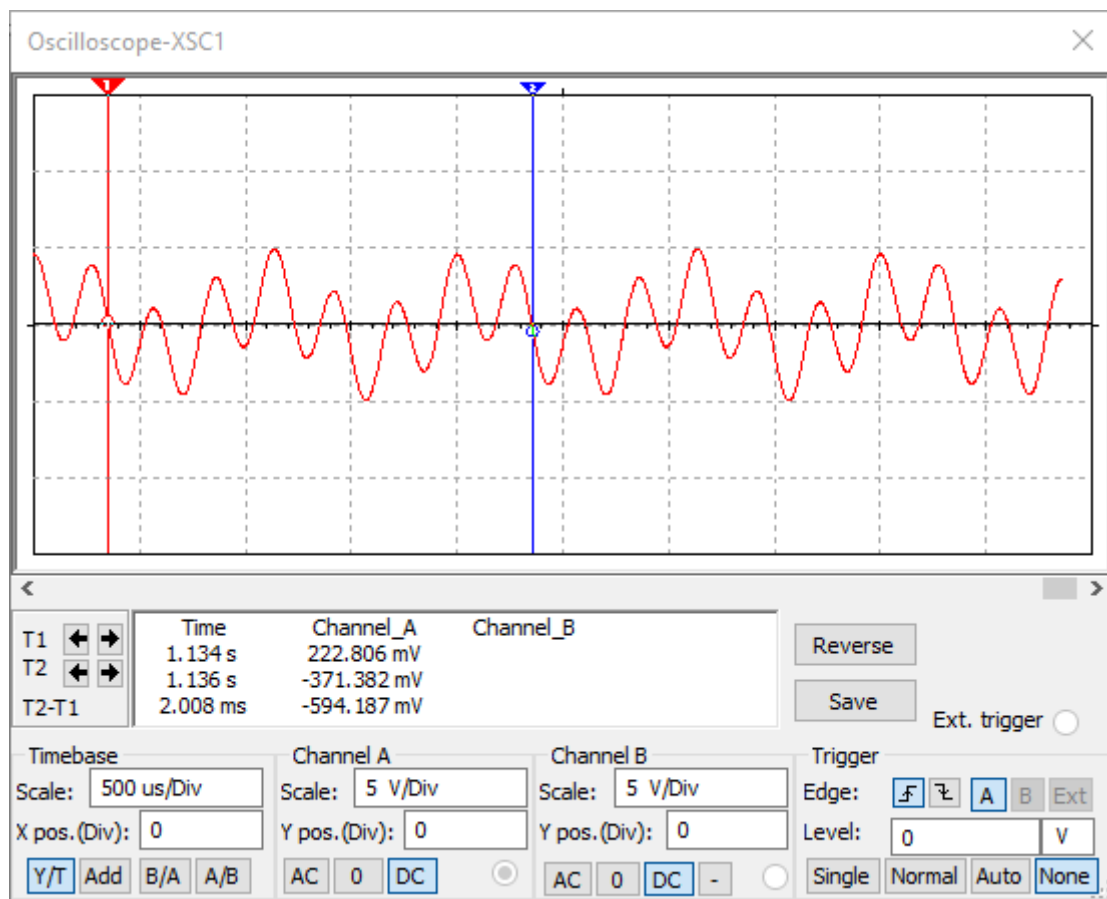 Oscilloscope-XSC1
1
2
Time Channel_A Channel_B
T1 1.134 s 222.806 mV
T2 1.136 s -371.382 mV
T2-T1 2.008 ms -594.187 mV
Reverse
Save
Ext. trigger
Timebase
Scale: 500 us/Div
X pos.(Div): 0
Y/T Add B/A A/B
Channel A
Scale: 5 V/Div
Y pos.(Div): 0
AC 0 DC
Channel B
Scale: 5 V/Div
Y pos.(Div): 0
AC 0 DC -
Trigger
Edge: A B Ext
Level: 0 V
Single Normal Auto None